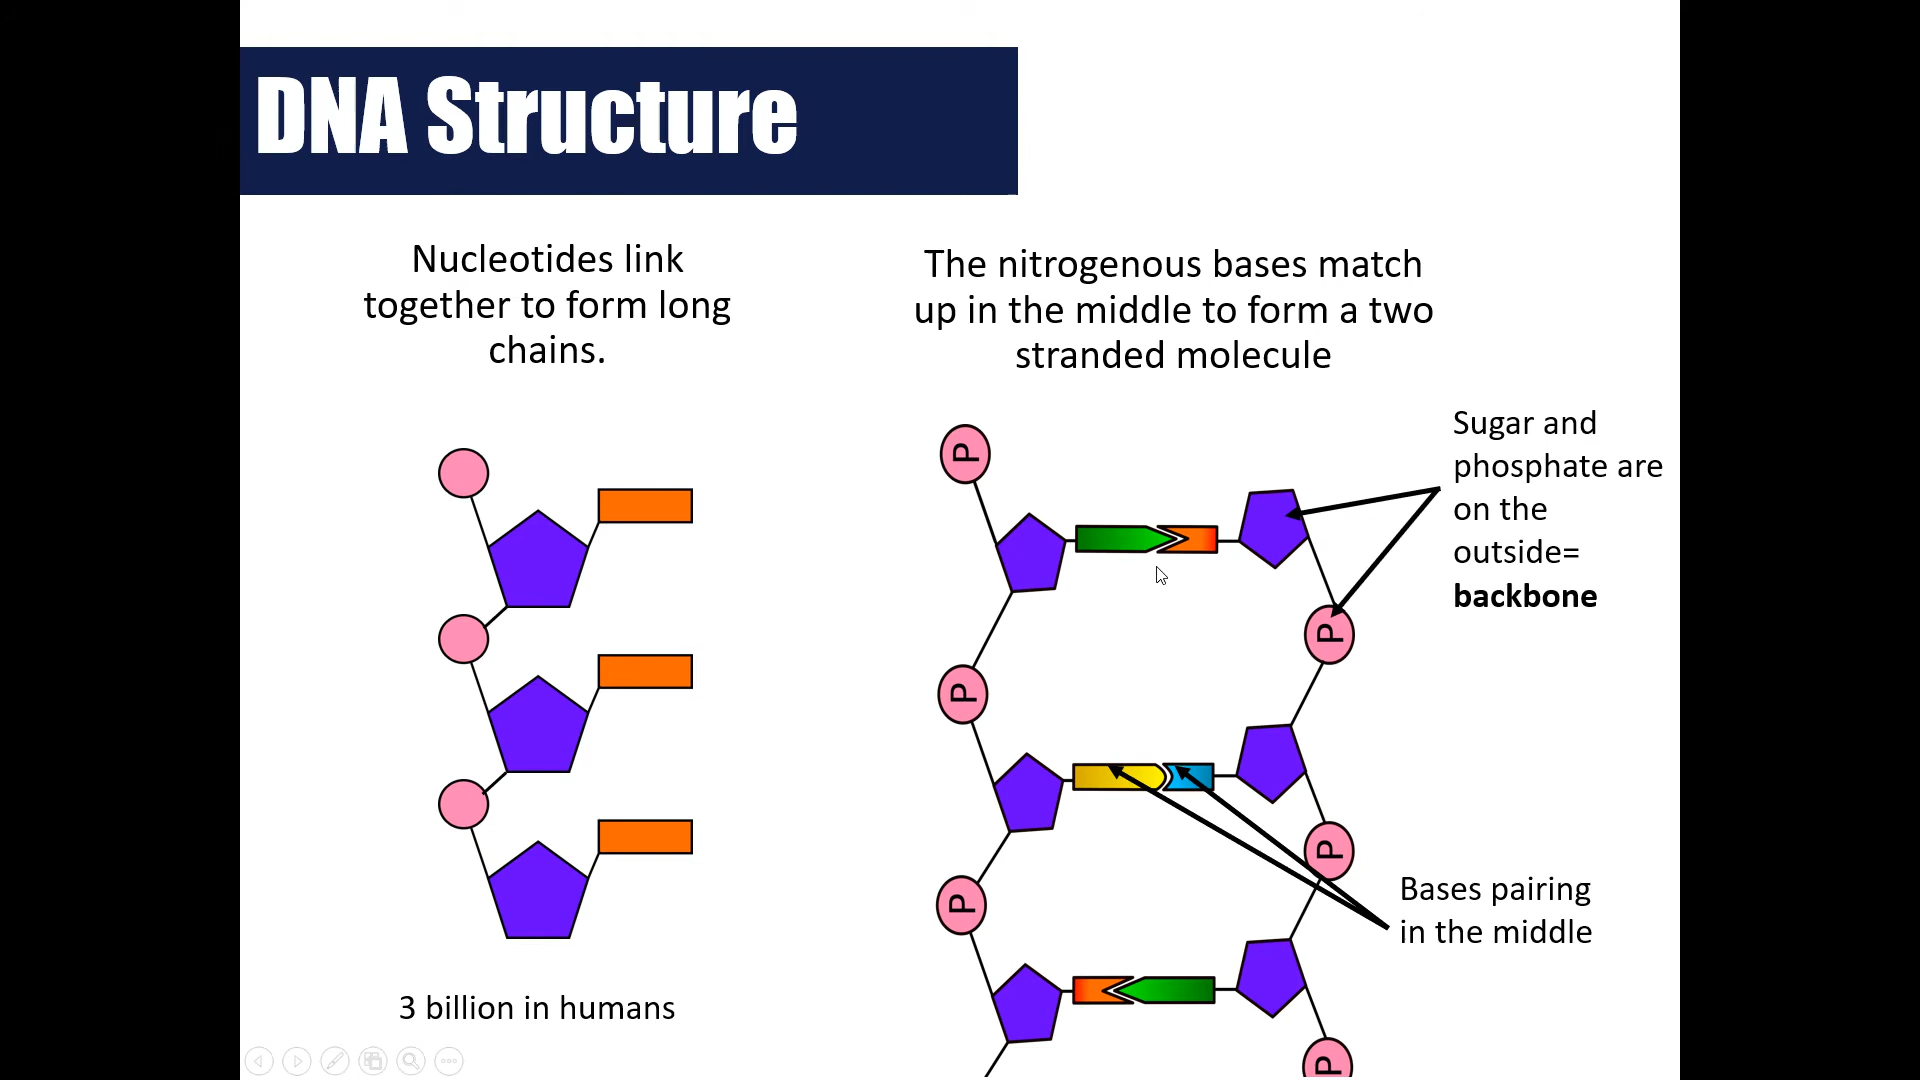 DNA Structure
Nucleotides link
together to form long
chains.
3 billion in humans
The nitrogenous bases match
up in the middle to form a two
stranded molecule
Sugar and
phosphate are
on the
outside=
backbone
P
P
P
P
P
P
Bases pairing
in the middle